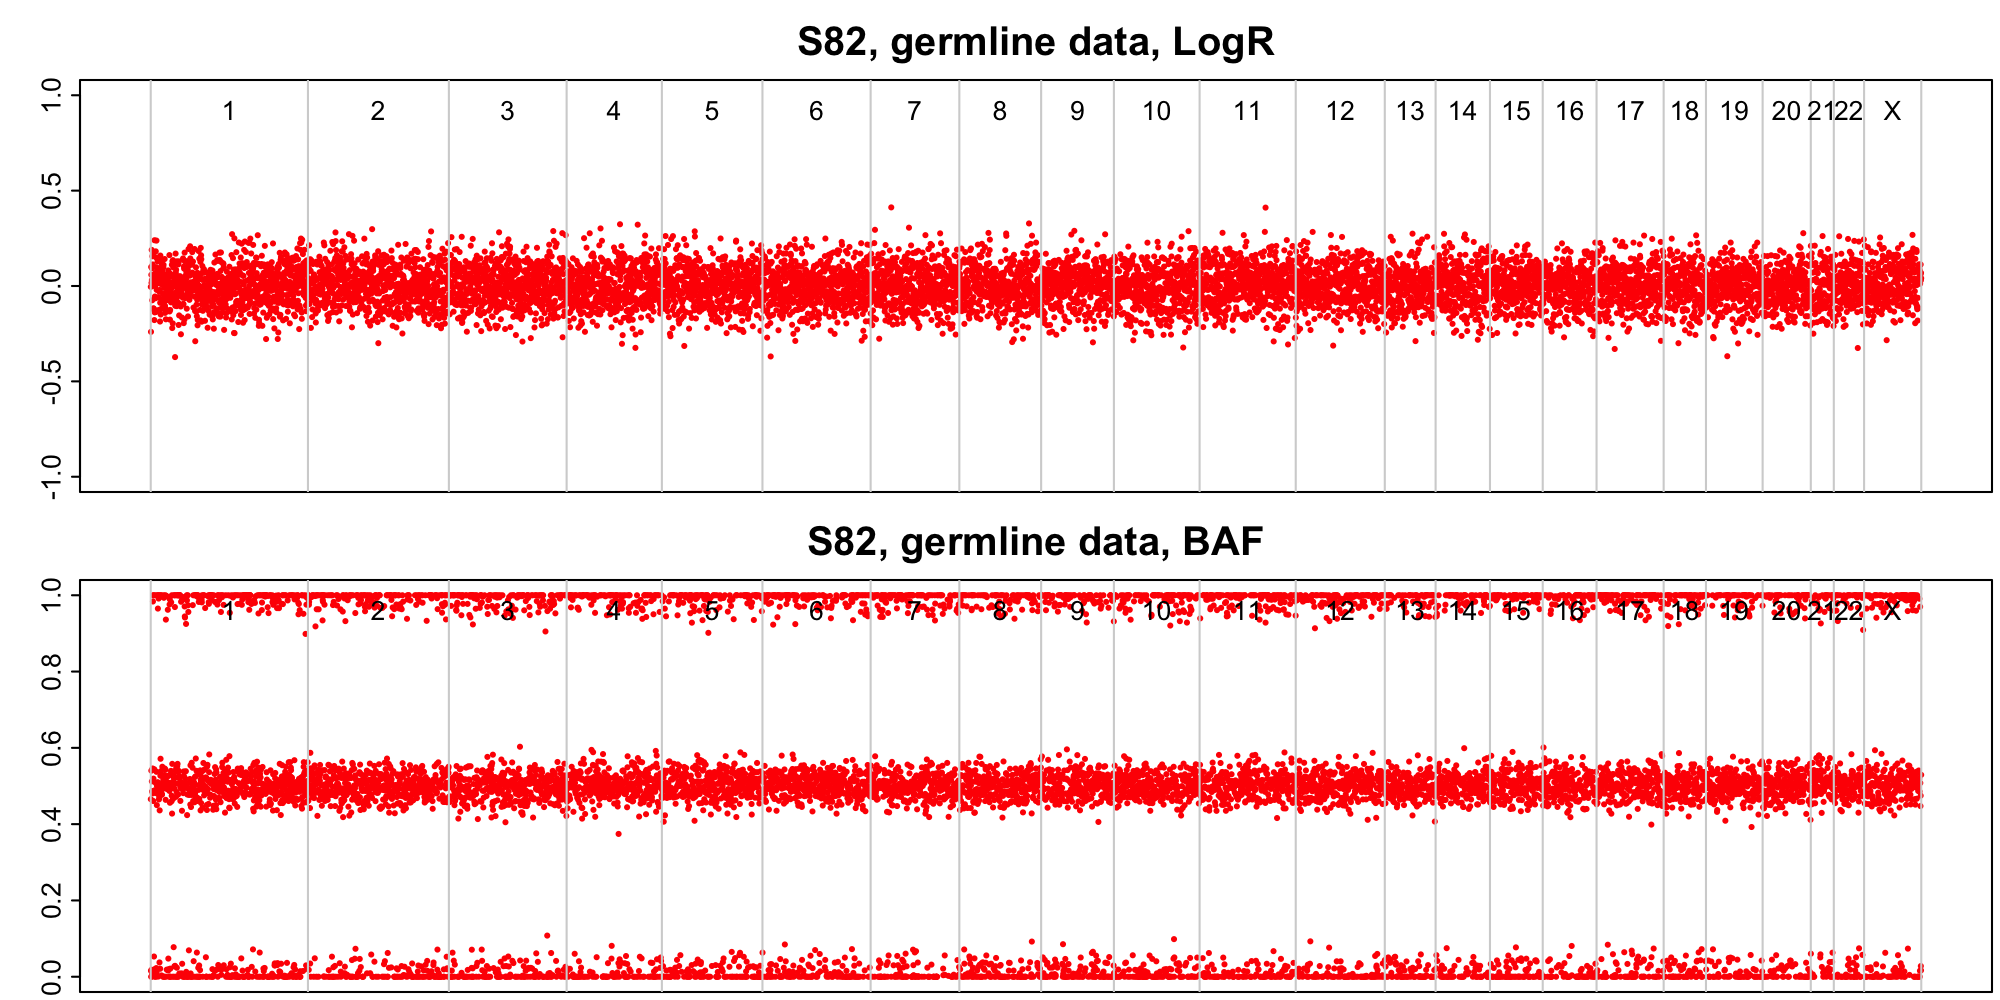 S82, germline data, LogR
1.0
0.5
0.0
-0.5
-1.0
1 2 3 4 5 6 7 8 9 10 11 12 13 14 15 16 17 18 19 20 21 22 X
S82, germline data, BAF
1.0
0.8
0.6
0.4
0.2
0.0
1 2 3 4 5 6 7 8 9 10 11 12 13 14 15 16 17 18 19 20 21 22 X